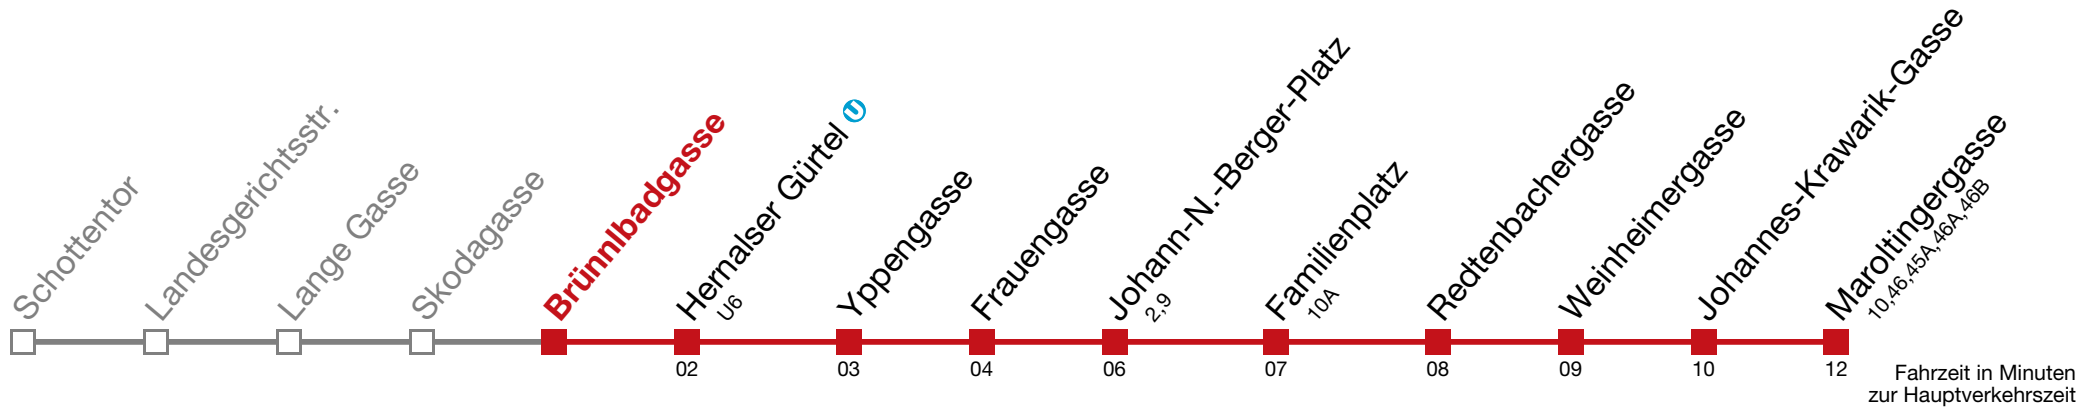 Schottentor
Landesgerichtsstr.
Lange Gasse
Skodagasse
Brünnlbadgasse
Hernalser Gürtel U
U6
Yppengasse
Frauengasse
Johann-N.-Berger-Platz
2,9
Familienplatz
10A
Redtenbachergasse
Weinheimergasse
Johannes-Krawarik-Gasse
Maroltingergasse
10,46,45A,46A,46B
02 03 04 06 07 08 09 10 12
Fahrzeit in Minuten
zur Hauptverkehrszeit